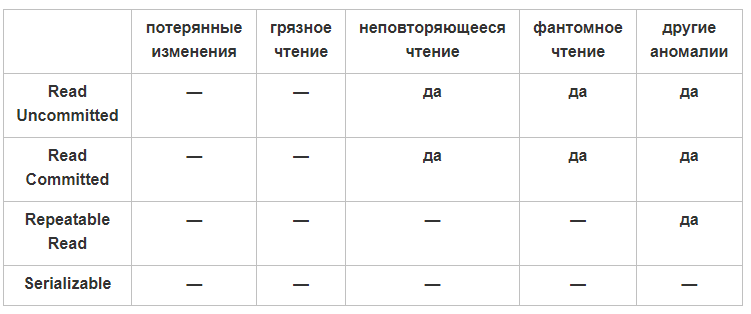 потерянные изменения | грязное чтение | неповторяющееся чтение | фантомное чтение | другие аномалии
Read Uncommitted | — | — | да | да | да
Read Committed | — | — | да | да | да
Repeatable Read | — | — | — | — | да
Serializable | — | — | — | — | —